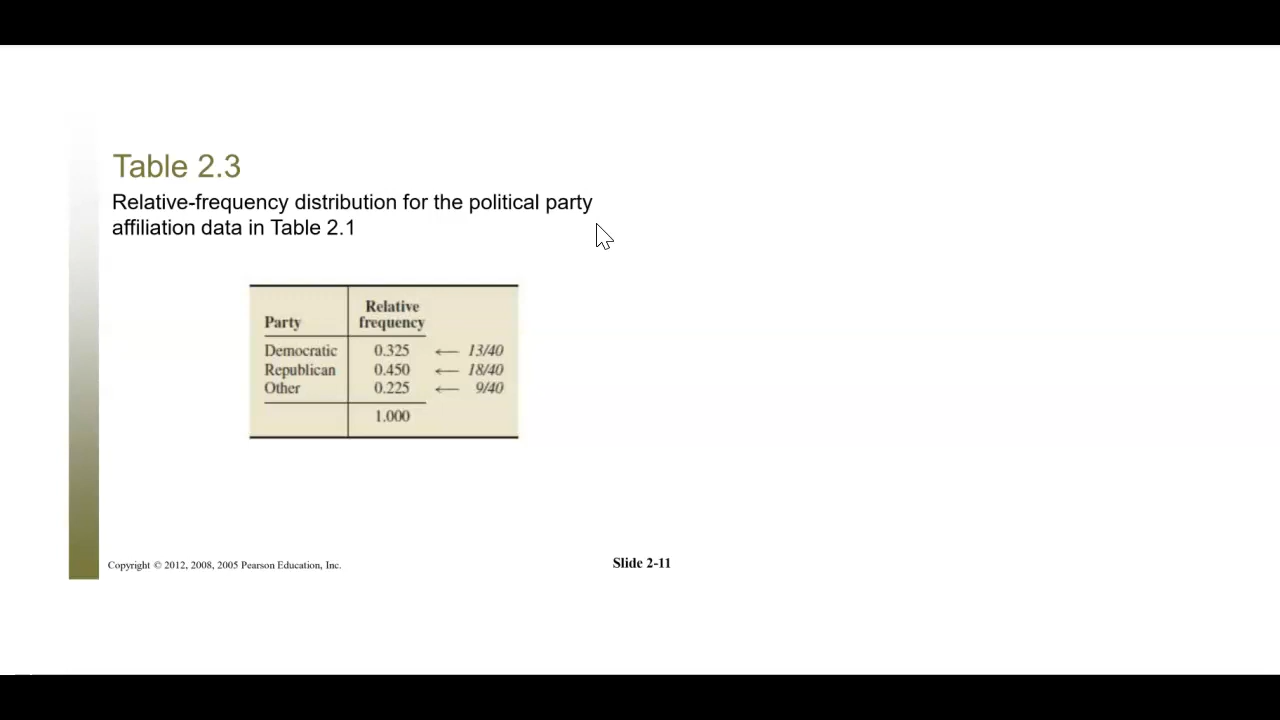 Table 2.3
Relative-frequency distribution for the political party
affiliation data in Table 2.1
Relative
Party frequency
Democratic 0.325 ← 13/40
Republican 0.450 ← 18/40
Other 0.225 ← 9/40
1.000
Copyright © 2012, 2008, 2005 Pearson Education, Inc.
Slide 2-11